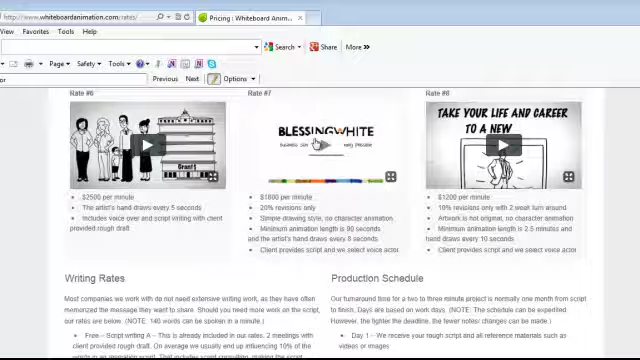 http://www.whiteboardanimation.com/rates/
Pricing : Whiteboard Anim...
View Favorites Tools Help
Search Share More
Page Safety Tools
or Previous Next Options
Rate #6
Rate #7
Rate #8
Grant1
BLESSINGWHITE
TAKE YOUR LIFE AND CAREER
TO A NEW
$2500 per minute
The artist's hand draws every 5 seconds
Includes voice over and script writing with client
provided rough draft
$1800 per minute
20% revisions only
Simple drawing style, no character animation.
Minimum animation length is 90 seconds
and the artist's hand draws every 8 seconds
Client provides script and we select voice actor
$1200 per minute
10% revisions only with 2 week turn around
Artwork is not original, no character animation
Minimum animation length is 2.5 minutes and
hand draws every 10 seconds
Client provides script and we select voice actor
Writing Rates
Most companies we work with do not need extensive writing work, as they have often
memorized the message they want to share. Should you need more work on the script,
our rates are below. (NOTE: 140 words can be spoken in a minute.)
Free – Script writing A – This is already included in our rates. 2 meetings with
client provided rough draft. On average we usually end up influencing 10% of the
Production Schedule
Our turnaround time for a two to three minute project is normally one month from script
to finish. Days are based on work days. (NOTE: The schedule can be expedited.
However, the tighter the deadline, the fewer notes/ changes can be made.)
Day 1 – We receive your rough script and all reference materials such as
videos or images